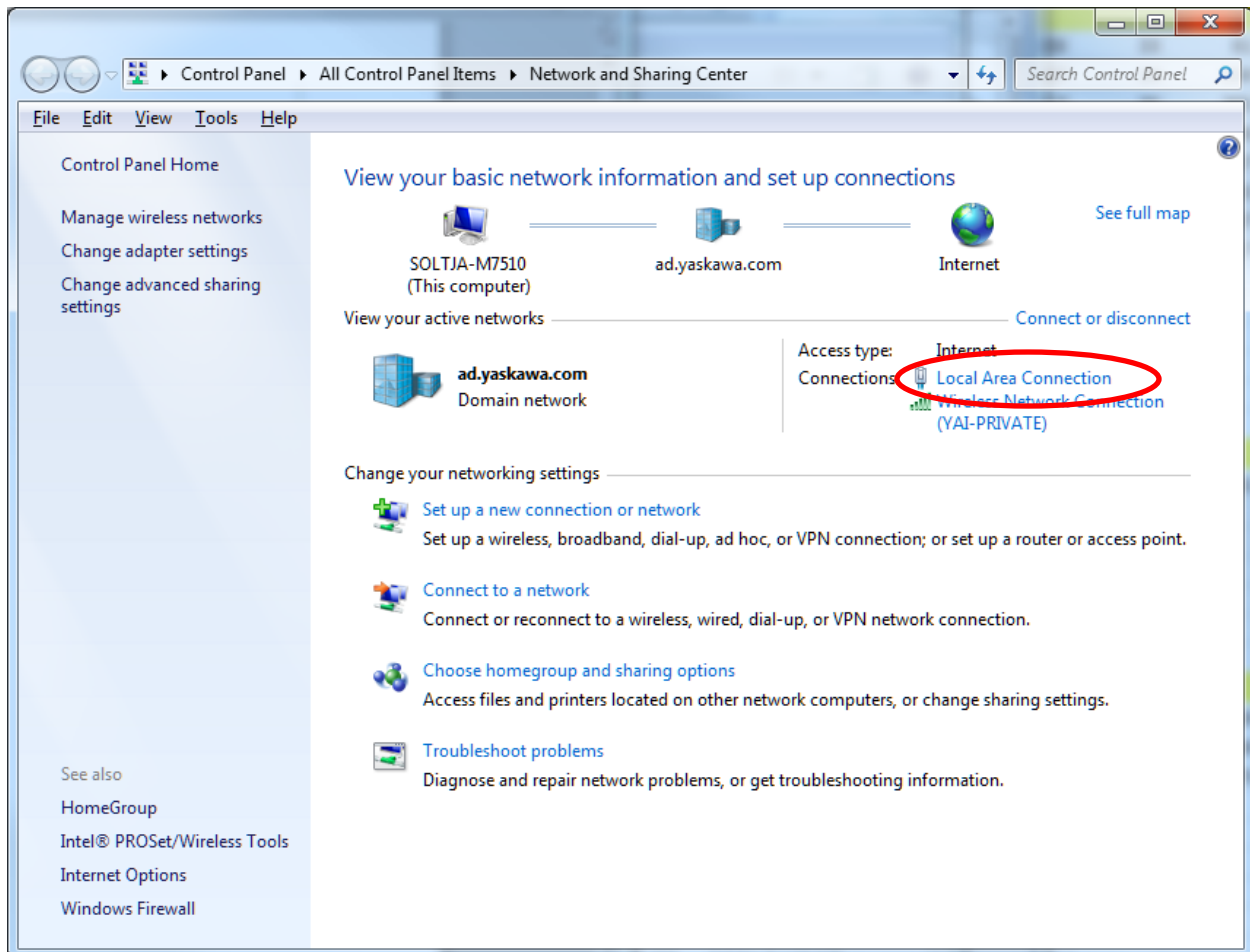 Control Panel All Control Panel Items Network and Sharing Center
Search Control Panel
File Edit View Tools Help
Control Panel Home
Manage wireless networks
Change adapter settings
Change advanced sharing
settings
See also
HomeGroup
Intel® PROSet/Wireless Tools
Internet Options
Windows Firewall
View your basic network information and set up connections
See full map
SOLTJA-M7510
(This computer)
ad.yaskawa.com
Internet
View your active networks
Connect or disconnect
ad.yaskawa.com
Domain network
Access type: Internet
Connections Local Area Connection
Wireless Network Connection
(YAI-PRIVATE)
Change your networking settings
Set up a new connection or network
Set up a wireless, broadband, dial-up, ad hoc, or VPN connection; or set up a router or access point.
Connect to a network
Connect or reconnect to a wireless, wired, dial-up, or VPN network connection.
Choose homegroup and sharing options
Access files and printers located on other network computers, or change sharing settings.
Troubleshoot problems
Diagnose and repair network problems, or get troubleshooting information.